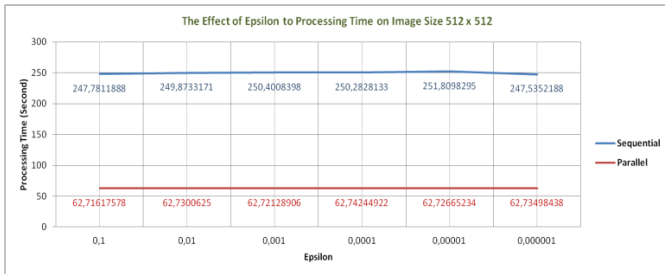 The Effect of Epsilon to Processing Time on Image Size 512 x 512
Processing Time (Second)
300
250
200
150
100
50
0
247,7811888 249,8733171 250,4008398 250,2828133 251,8098295 247,5352188
62,71617578 62,7300625 62,72128906 62,74244922 62,72665234 62,73498438
0,1 0,01 0,001 0,0001 0,00001 0,000001
Epsilon
Sequential
Parallel